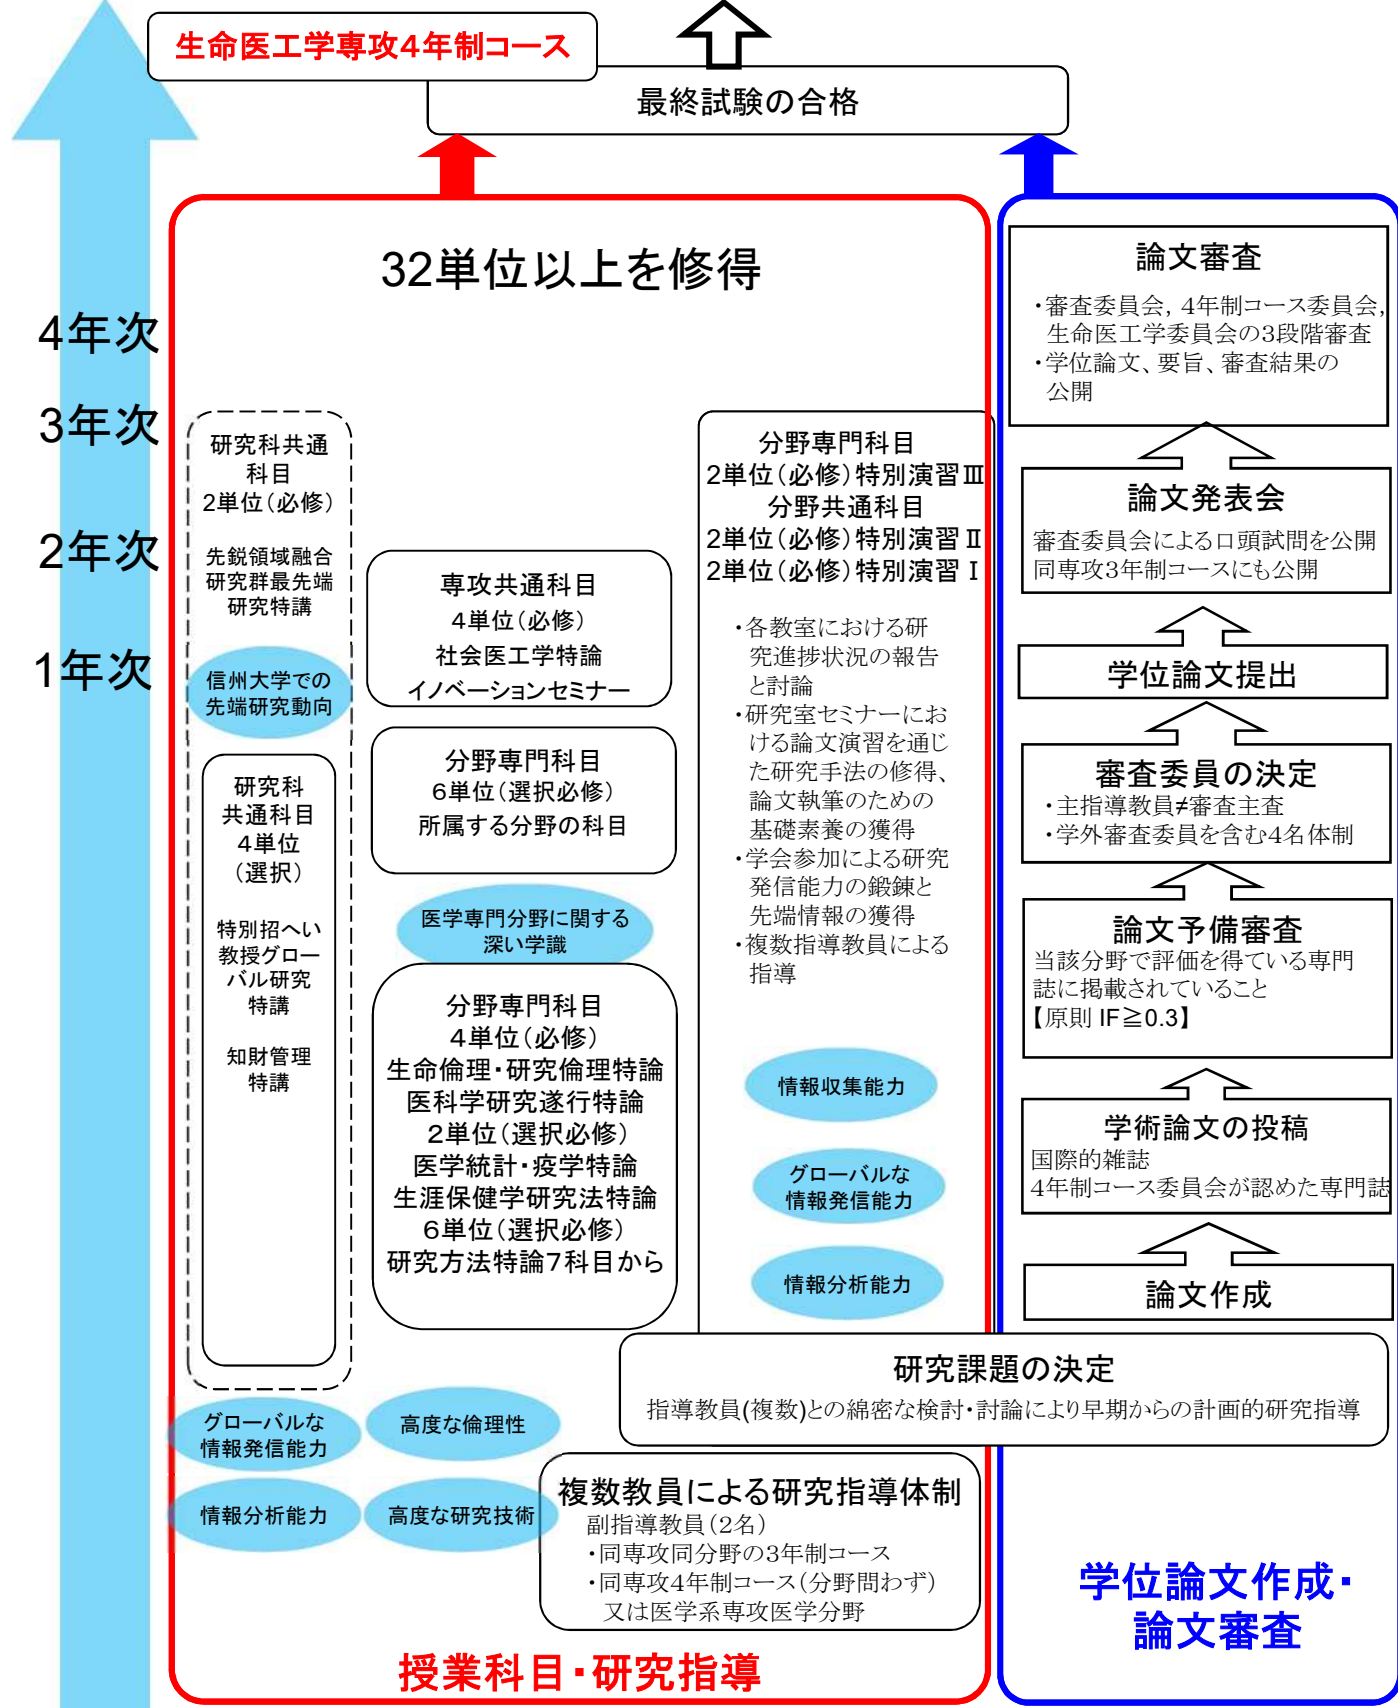 生命医工学専攻4年制コース
最終試験の合格
4年次
3年次
2年次
1年次
32単位以上を修得
研究科共通
科目
2単位(必修)
先鋭領域融合
研究群最先端
研究特講
信州大学での
先端研究動向
研究科
共通科目
4単位
(選択)
特別招へい
教授グロー
バル研究
特講
知財管理
特講
グローバルな
情報発信能力
情報分析能力
専攻共通科目
4単位(必修)
社会医工学特論
イノベーションセミナー
分野専門科目
6単位(選択必修)
所属する分野の科目
医学専門分野に関する
深い学識
分野専門科目
4単位(必修)
生命倫理・研究倫理特論
医科学研究遂行特論
2単位(選択必修)
医学統計・疫学特論
生涯保健学研究法特論
6単位(選択必修)
研究方法特論7科目から
高度な倫理性
高度な研究技術
分野専門科目
2単位(必修)特別演習Ⅲ
分野共通科目
2単位(必修)特別演習Ⅱ
2単位(必修)特別演習Ⅰ
・各教室における研
究進捗状況の報告
と討論
・研究室セミナーにお
ける論文演習を通じ
た研究手法の修得、
論文執筆のための
基礎素養の獲得
・学会参加による研究
発信能力の鍛錬と
先端情報の獲得
・複数指導教員による
指導
情報収集能力
グローバルな
情報発信能力
情報分析能力
研究課題の決定
指導教員(複数)との綿密な検討・討論により早期からの計画的研究指導
複数教員による研究指導体制
副指導教員(2名)
・同専攻同分野の3年制コース
・同専攻4年制コース(分野問わず)
又は医学系専攻医学分野
授業科目・研究指導
論文審査
・審査委員会, 4年制コース委員会,
生命医工学委員会の3段階審査
・学位論文、要旨、審査結果の
公開
論文発表会
審査委員会による口頭試問を公開
同専攻3年制コースにも公開
学位論文提出
審査委員の決定
・主指導教員≠審査主査
・学外審査委員を含む4名体制
論文予備審査
当該分野で評価を得ている専門
誌に掲載されていること
【原則 IF≧0.3】
学術論文の投稿
国際的雑誌
4年制コース委員会が認めた専門誌
論文作成
学位論文作成・
論文審査